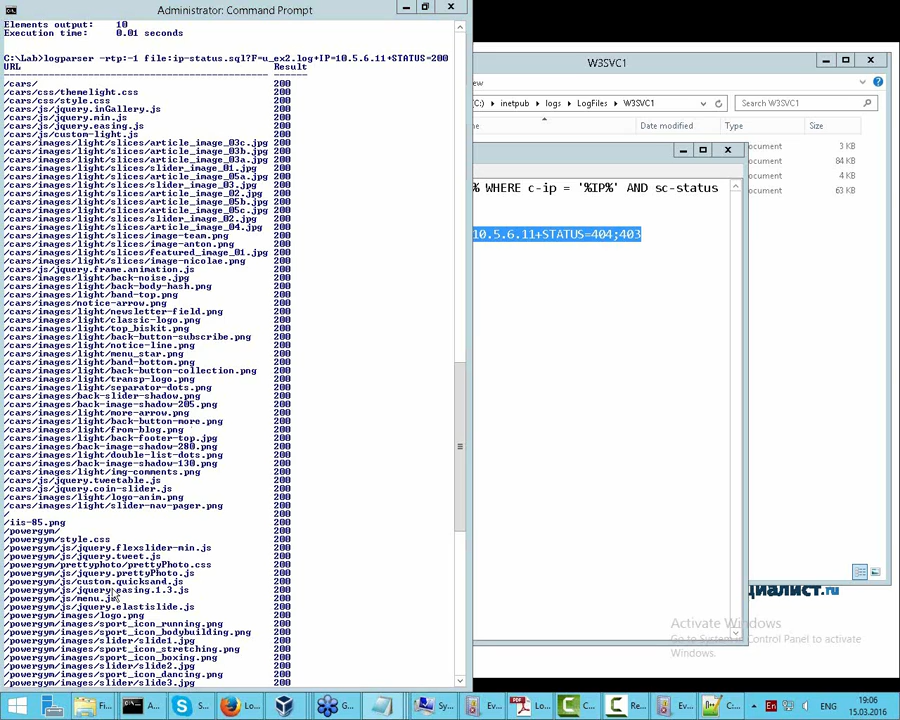 Administrator: Command Prompt
Elements output: 10
Execution time: 0.01 seconds
C:\Lab>logparser -rtp:-1 file:ip-status.sql?F=u_ex2.log+IP=10.5.6.11+STATUS=200
URL Result
/cars/ 200
/cars/css/themelight.css 200
/cars/css/style.css 200
/cars/js/jquery.inGallery.js 200
/cars/js/jquery.min.js 200
/cars/js/jquery.easing.js 200
/cars/js/custom-light.js 200
/cars/images/light/slices/article_image_03c.jpg 200
/cars/images/light/slices/article_image_03b.jpg 200
/cars/images/light/slices/article_image_03a.jpg 200
/cars/images/light/slices/slider_image_01.jpg 200
/cars/images/light/slices/article_image_05a.jpg 200
/cars/images/light/slices/slider_image_03.jpg 200
/cars/images/light/slices/article_image_02.jpg 200
/cars/images/light/slices/article_image_05b.jpg 200
/cars/images/light/slices/article_image_05c.jpg 200
/cars/images/light/slices/slider_image_02.jpg 200
/cars/images/light/slices/article_image_04.jpg 200
/cars/images/light/slices/image-team.png 200
/cars/images/light/slices/image-anton.png 200
/cars/images/light/slices/featured_image_01.jpg 200
/cars/images/light/slices/image-nicolae.png 200
/cars/js/jquery.frame.animation.js 200
/cars/images/light/back-noise.jpg 200
/cars/images/light/back-body-hash.png 200
/cars/images/light/band-top.png 200
/cars/images/notice-arrow.png 200
/cars/images/light/newsletter-field.png 200
/cars/images/light/classic-logo.png 200
/cars/images/light/top_biskit.png 200
/cars/images/light/back-button-subscribe.png 200
/cars/images/light/notice-line.png 200
/cars/images/light/menu_star.png 200
/cars/images/light/band-bottom.png 200
/cars/images/light/back-button-collection.png 200
/cars/images/light/transp-logo.png 200
/cars/images/light/separator-dots.png 200
/cars/images/back-slider-shadow.png 200
/cars/images/back-image-shadow-205.png 200
/cars/images/light/more-arrow.png 200
/cars/images/light/back-button-more.png 200
/cars/images/light/from-blog.png 200
/cars/images/light/back-footer-top.jpg 200
/cars/images/back-image-shadow-280.png 200
/cars/images/light/double-list-dots.png 200
/cars/images/back-image-shadow-130.png 200
/cars/images/light/img-comments.png 200
/cars/js/jquery.tweetable.js 200
/cars/js/jquery.coin-slider.js 200
/cars/images/light/logo-anim.png 200
/cars/images/light/slider-nav-pager.png 200
/ 200
/iis-85.png 200
/powergym/ 200
/powergym/style.css 200
/powergym/js/jquery.flexslider-min.js 200
/powergym/js/jquery.tweet.js 200
/powergym/prettyphoto/prettyPhoto.css 200
/powergym/js/jquery.prettyPhoto.js 200
/powergym/js/custom.quicksand.js 200
/powergym/js/jquery.easing.1.3.js 200
/powergym/js/menu.js 200
/powergym/js/jquery.elastislide.js 200
/powergym/images/logo.png 200
/powergym/images/sport_icon_running.png 200
/powergym/images/sport_icon_bodybuilding.png 200
/powergym/images/slider/slide1.jpg 200
/powergym/images/sport_icon_stretching.png 200
/powergym/images/sport_icon_boxing.png 200
/powergym/images/slider/slide2.jpg 200
/powergym/images/sport_icon_dancing.png 200
/powergym/images/slider/slide3.jpg 200
W3SVC1
ew
C:) inetpub logs LogFiles W3SVC1 Search W3SVC1
Date modified Type Size
ocument 3 KB
ocument 84 KB
ocument 4 KB
ocument 63 KB
% WHERE c-ip = '%IP%' AND sc-status
10.5.6.11+STATUS=404;403
циалист.ru
Activate Windows
Go to System in Control Panel to activate
Windows.
Fi... A... S... Lo... G... Sy... Ev... Lo... C... Re... Ev... C... En ENG
19:06
15.03.2016